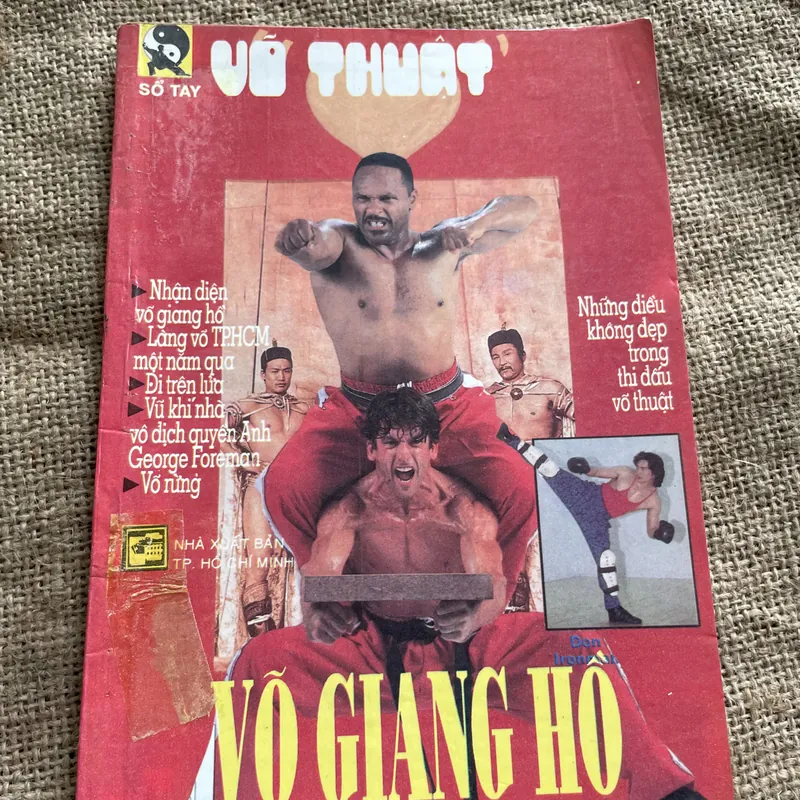 SỔ TAY
VÕ THUẬT
► Nhận diện
võ giang hồ
► Làng võ TPHCM
một năm qua
► Đi trên lửa
► Vũ khí nhà
vô địch quyền Anh
George Foreman
► Võ rừng
Những điều
không đẹp
trong
thi đấu
võ thuật
NHÀ XUẤT BẢN
TP. HỒ CHÍ MINH
Đòn
VÕ GIANG HỒ